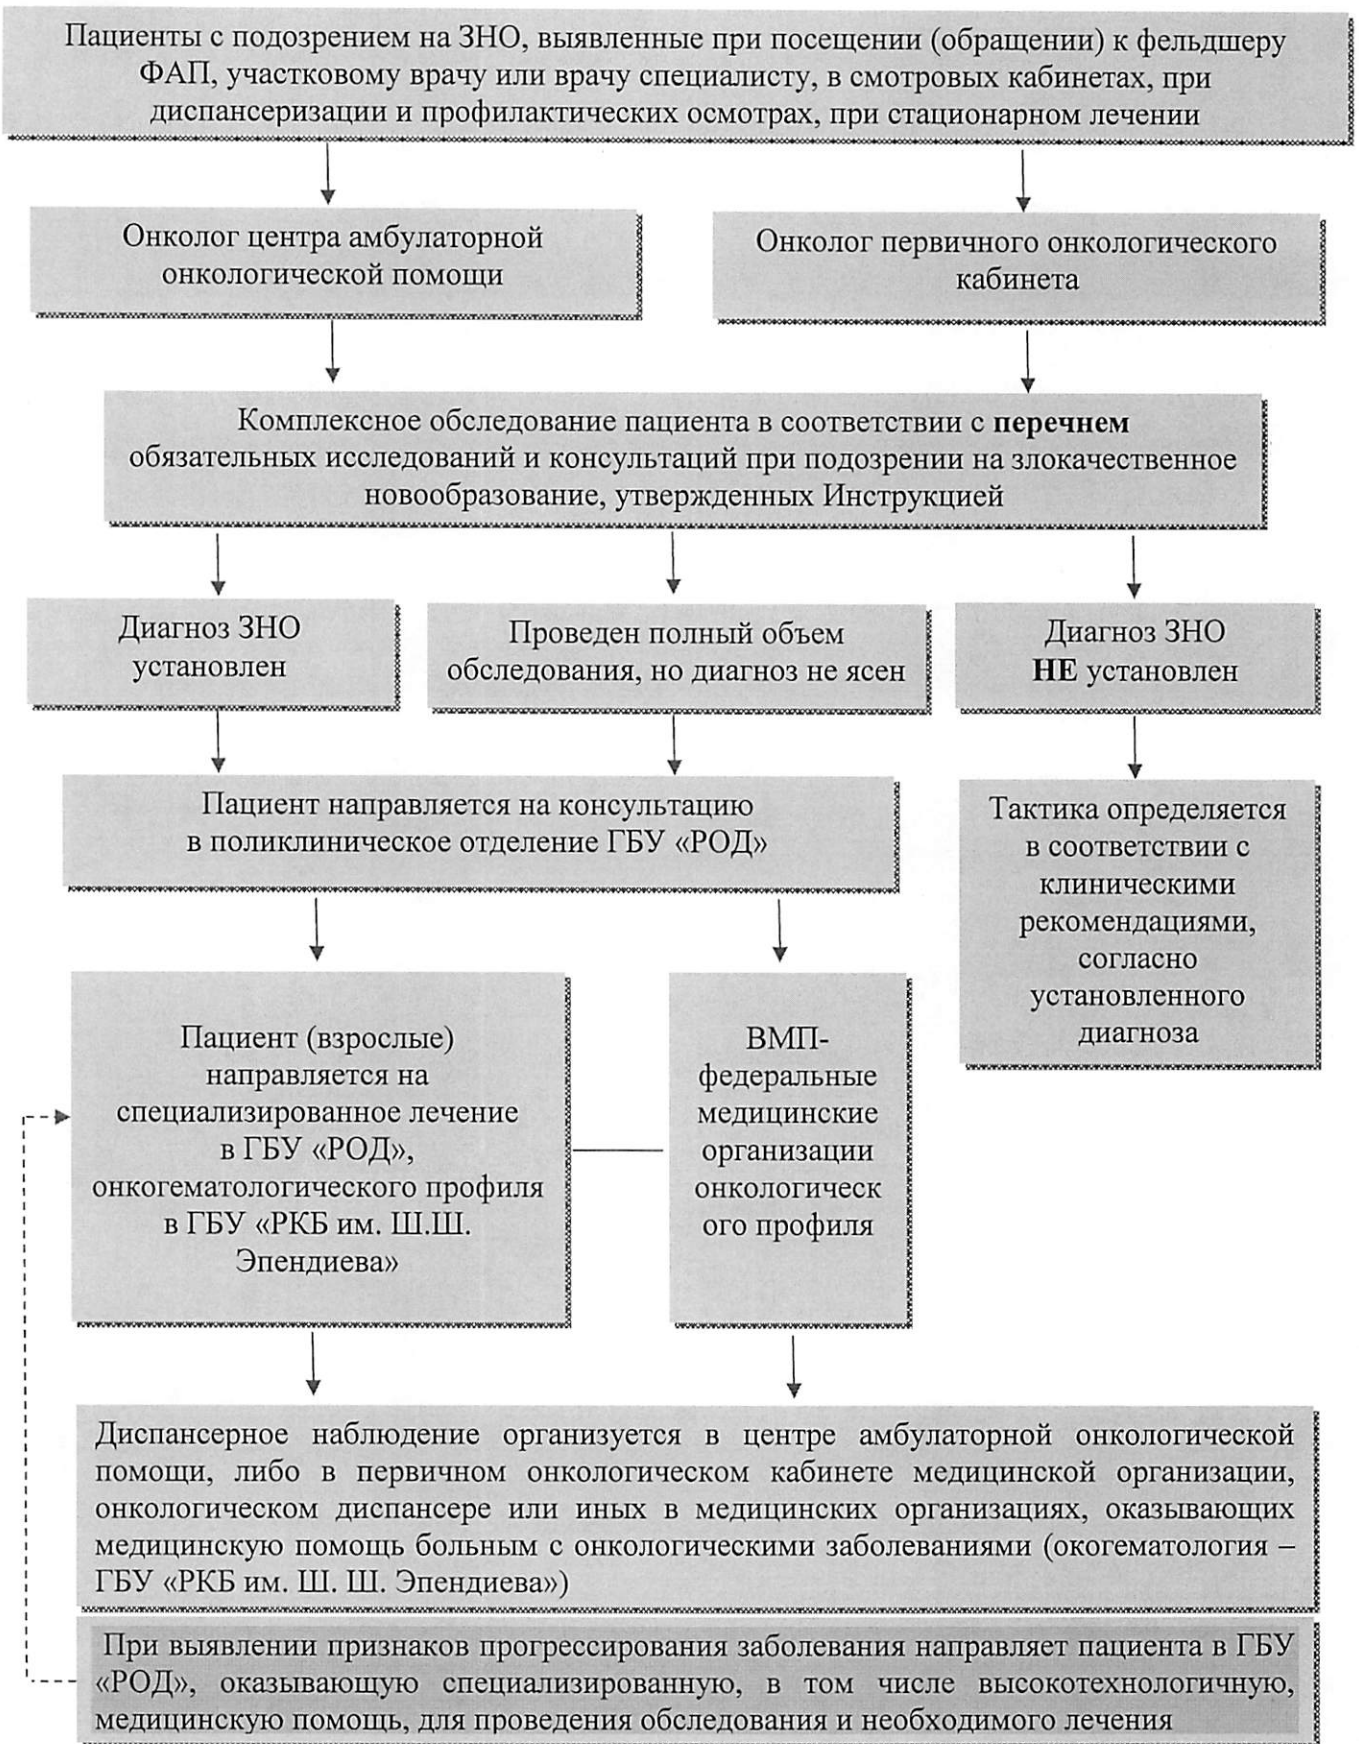 Пациенты с подозрением на ЗНО, выявленные при посещении (обращении) к фельдшеру
ФАП, участковому врачу или врачу специалисту, в смотровых кабинетах, при
диспансеризации и профилактических осмотрах, при стационарном лечении
Онколог центра амбулаторной
онкологической помощи
Онколог первичного онкологического
кабинета
Комплексное обследование пациента в соответствии с перечнем
обязательных исследований и консультаций при подозрении на злокачественное
новообразование, утвержденных Инструкцией
Диагноз ЗНО
установлен
Проведен полный объем
обследования, но диагноз не ясен
Диагноз ЗНО
НЕ установлен
Пациент направляется на консультацию
в поликлиническое отделение ГБУ «РОД»
Тактика определяется
в соответствии с
клиническими
рекомендациями,
согласно
установленного
диагноза
Пациент (взрослые)
направляется на
специализированное лечение
в ГБУ «РОД»,
онкогематологического профиля
в ГБУ «РКБ им. Ш.Ш.
Эпендиева»
ВМП-
федеральные
медицинские
организации
онкологическ
ого профиля
Диспансерное наблюдение организуется в центре амбулаторной онкологической
помощи, либо в первичном онкологическом кабинете медицинской организации,
онкологическом диспансере или иных в медицинских организациях, оказывающих
медицинскую помощь больным с онкологическими заболеваниями (окогематология –
ГБУ «РКБ им. Ш. Ш. Эпендиева»)
При выявлении признаков прогрессирования заболевания направляет пациента в ГБУ
«РОД», оказывающую специализированную, в том числе высокотехнологичную,
медицинскую помощь, для проведения обследования и необходимого лечения